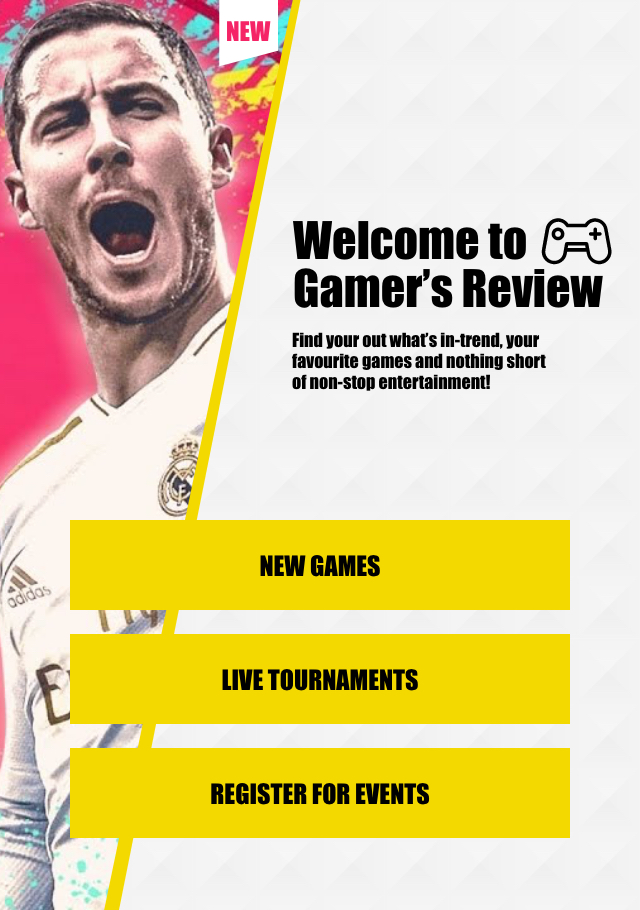 NEW
Welcome to
Gamer's Review
Find your out what's in-trend, your
favourite games and nothing short
of non-stop entertainment!
NEW GAMES
adidas
LIVE TOURNAMENTS
REGISTER FOR EVENTS